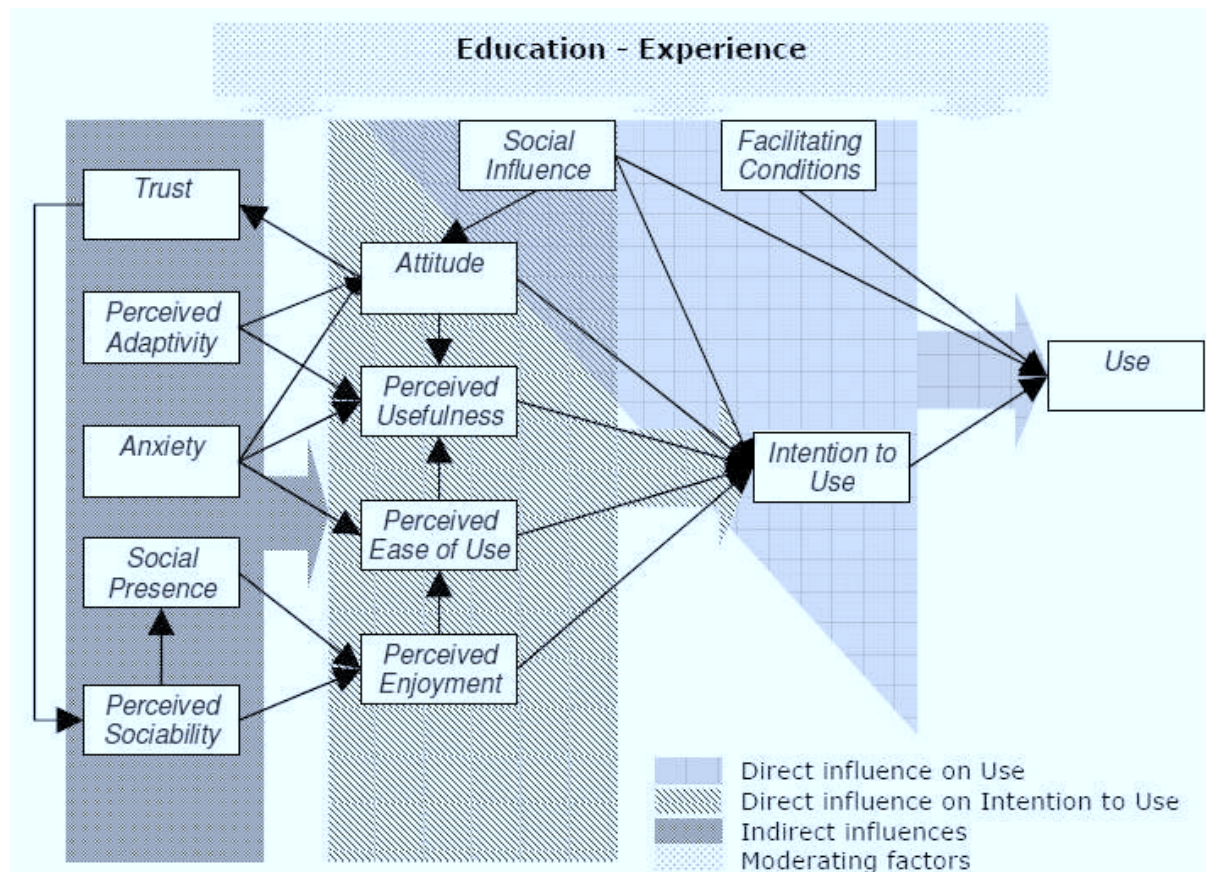 Education - Experience
Social
Influence
Facilitating
Conditions
Trust
Attitude
Perceived
Adaptivity
Use
Perceived
Usefulness
Anxiety
Intention to
Use
Perceived
Ease of Use
Social
Presence
Perceived
Enjoyment
Perceived
Sociability
Direct influence on Use
Direct influence on Intention to Use
Indirect influences
Moderating factors